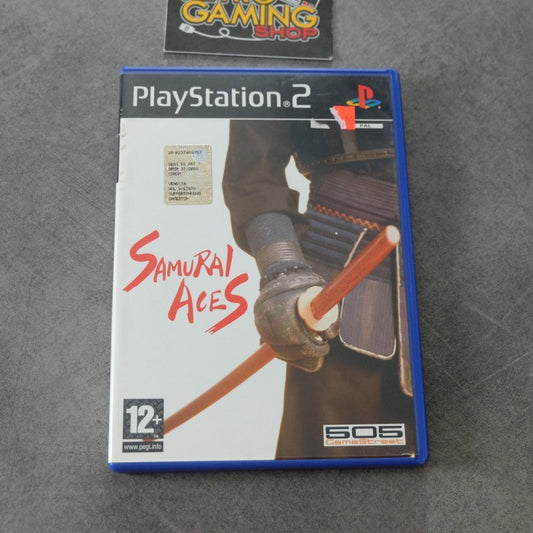 GAMING
SHOP
PlayStation®2
PAL
SAMURAI
ACES
12+
www.pegi.info
505
GameStreet